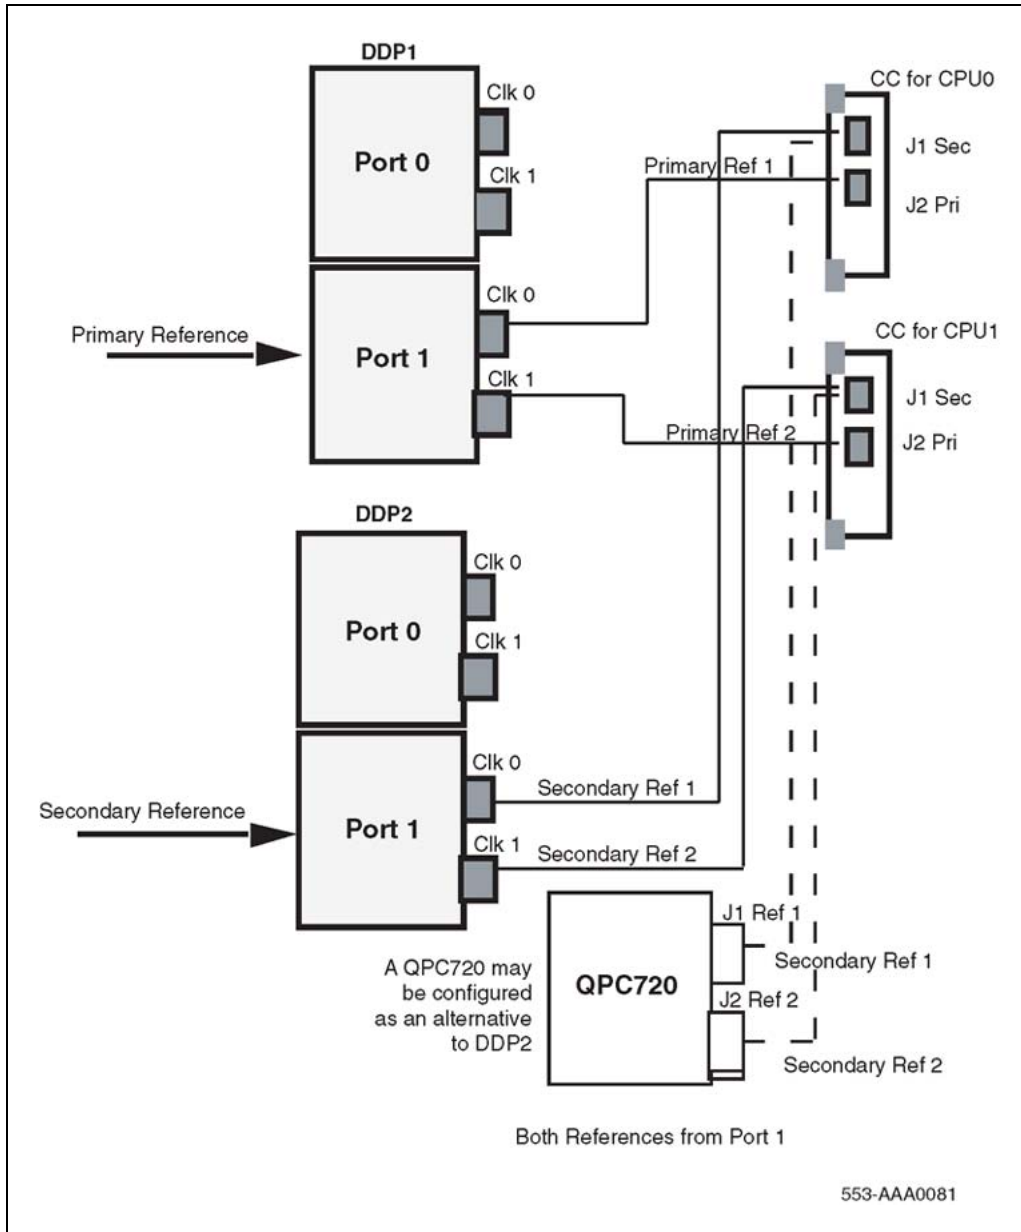 DDP1
CC for CPU0
Clk 0
Port 0
J1 Sec
Primary Ref 1
Clk 1
J2 Pri
Clk 0
Primary Reference
CC for CPU1
Port 1
Clk 1
J1 Sec
Primary Ref 2
J2 Pri
DDP2
Clk 0
Port 0
Clk 1
Clk 0
Secondary Ref 1
Secondary Reference
Port 1
Clk 1
Secondary Ref 2
J1 Ref 1
A QPC720 may
be configured
as an alternative
to DDP2
QPC720
Secondary Ref 1
J2 Ref 2
Secondary Ref 2
Both References from Port 1
553-AAA0081